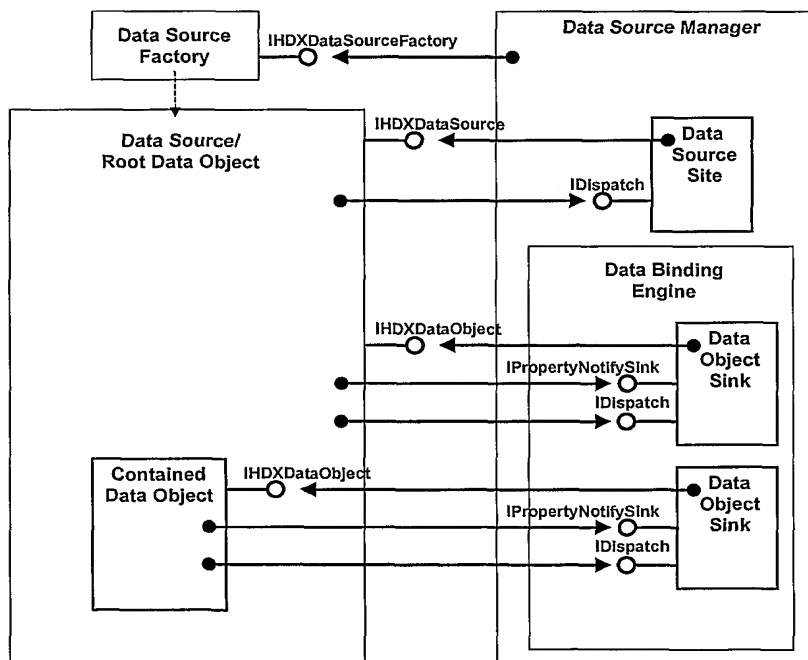 Data Source
Factory
IHDXDataSourceFactory
Data Source Manager
Data Source/
Root Data Object
IHDXDataSource
Data
Source
Site
IDispatch
Data Binding
Engine
IHDXDataObject
Data
Object
Sink
IPropertyNotifySink
IDispatch
Contained
Data Object
IHDXDataObject
Data
Object
Sink
IPropertyNotifySink
IDispatch